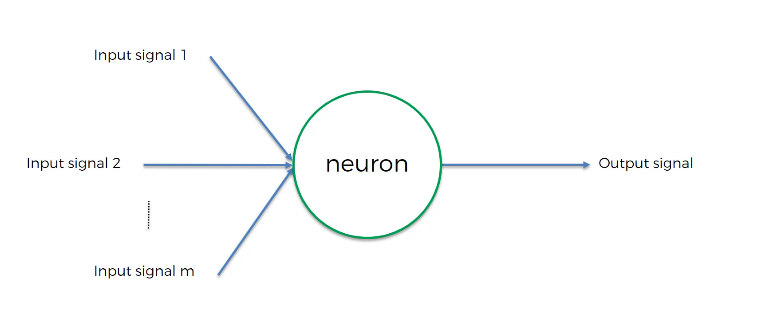 Input signal 1
Input signal 2
neuron
Output signal
Input signal m